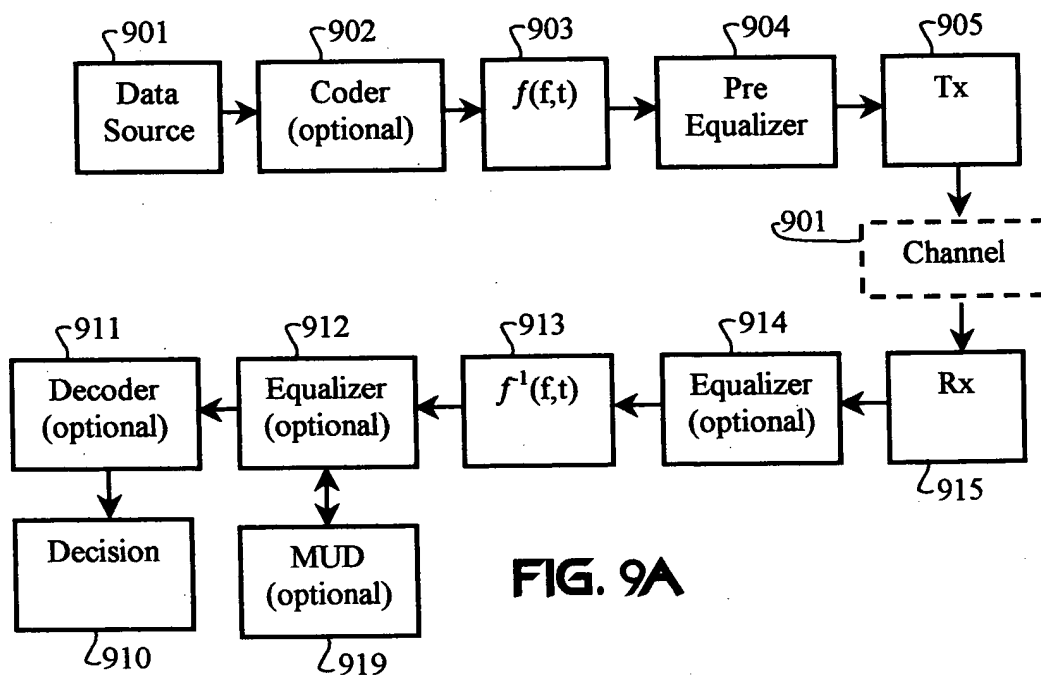 901
902
903
904
905
Data
Source
Coder
(optional)
f(f,t)
Pre
Equalizer
Tx
901
Channel
911
912
913
914
Decoder
(optional)
Equalizer
(optional)
f⁻¹(f,t)
Equalizer
(optional)
Rx
915
Decision
MUD
(optional)
FIG. 9A
910
919